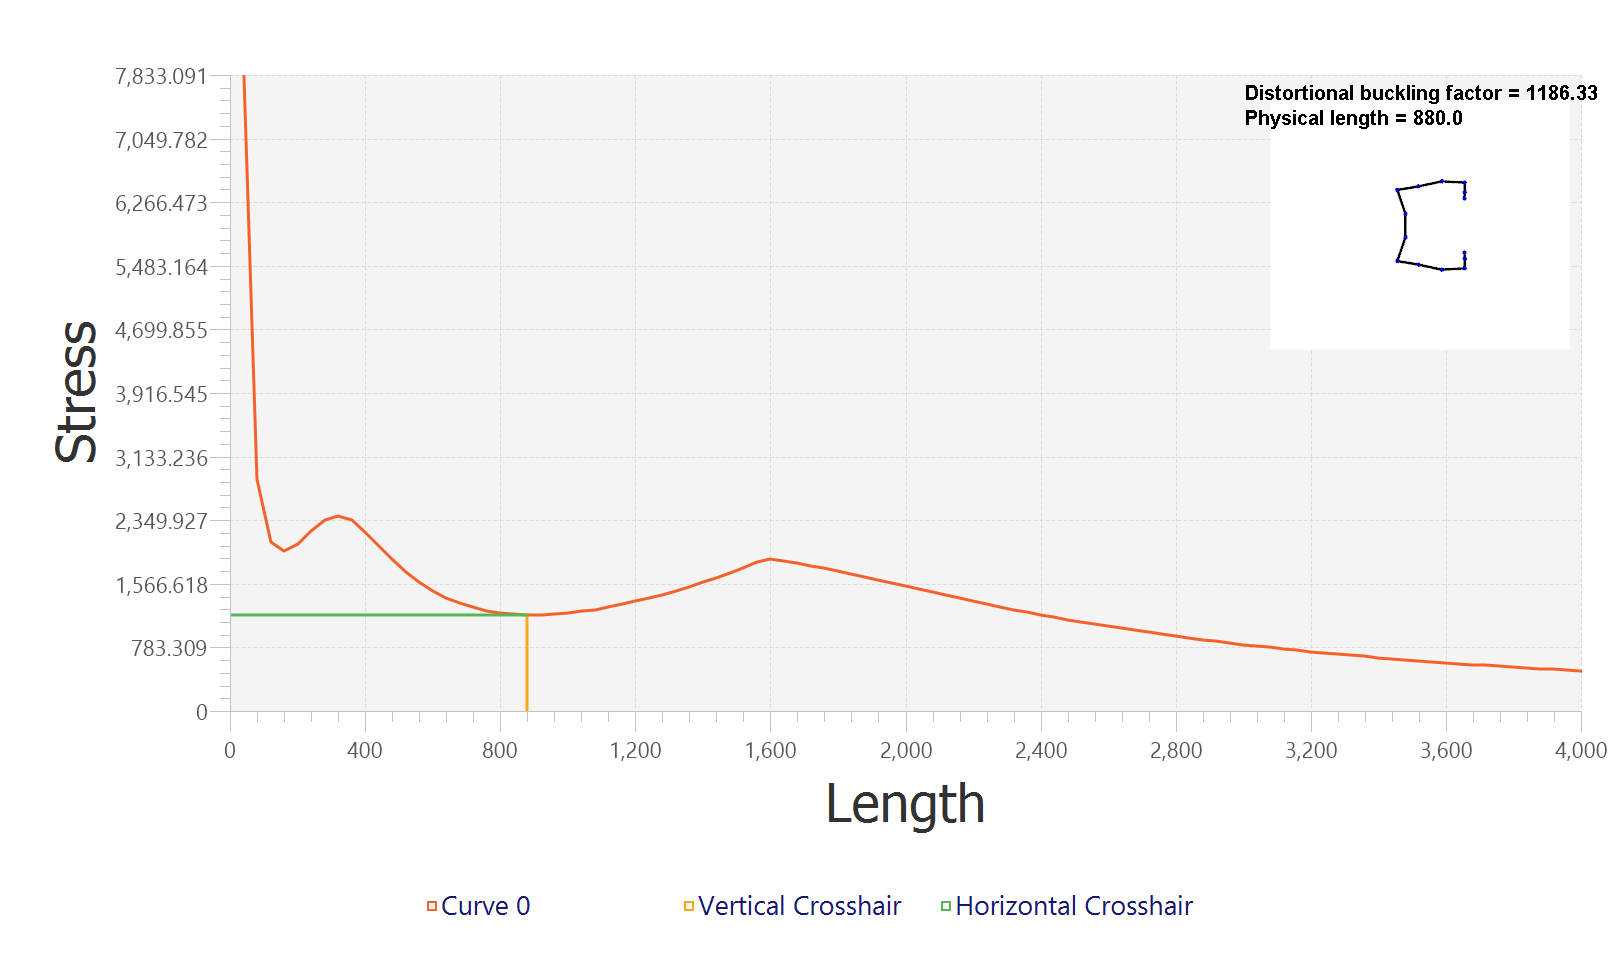 Distortional buckling factor = 1186.33
Physical length = 880.0
Stress
7,833.091
7,049.782
6,266.473
5,483.164
4,699.855
3,916.545
3,133.236
2,349.927
1,566.618
783.309
0
0 400 800 1,200 1,600 2,000 2,400 2,800 3,200 3,600 4,000
Length
Curve 0 Vertical Crosshair Horizontal Crosshair